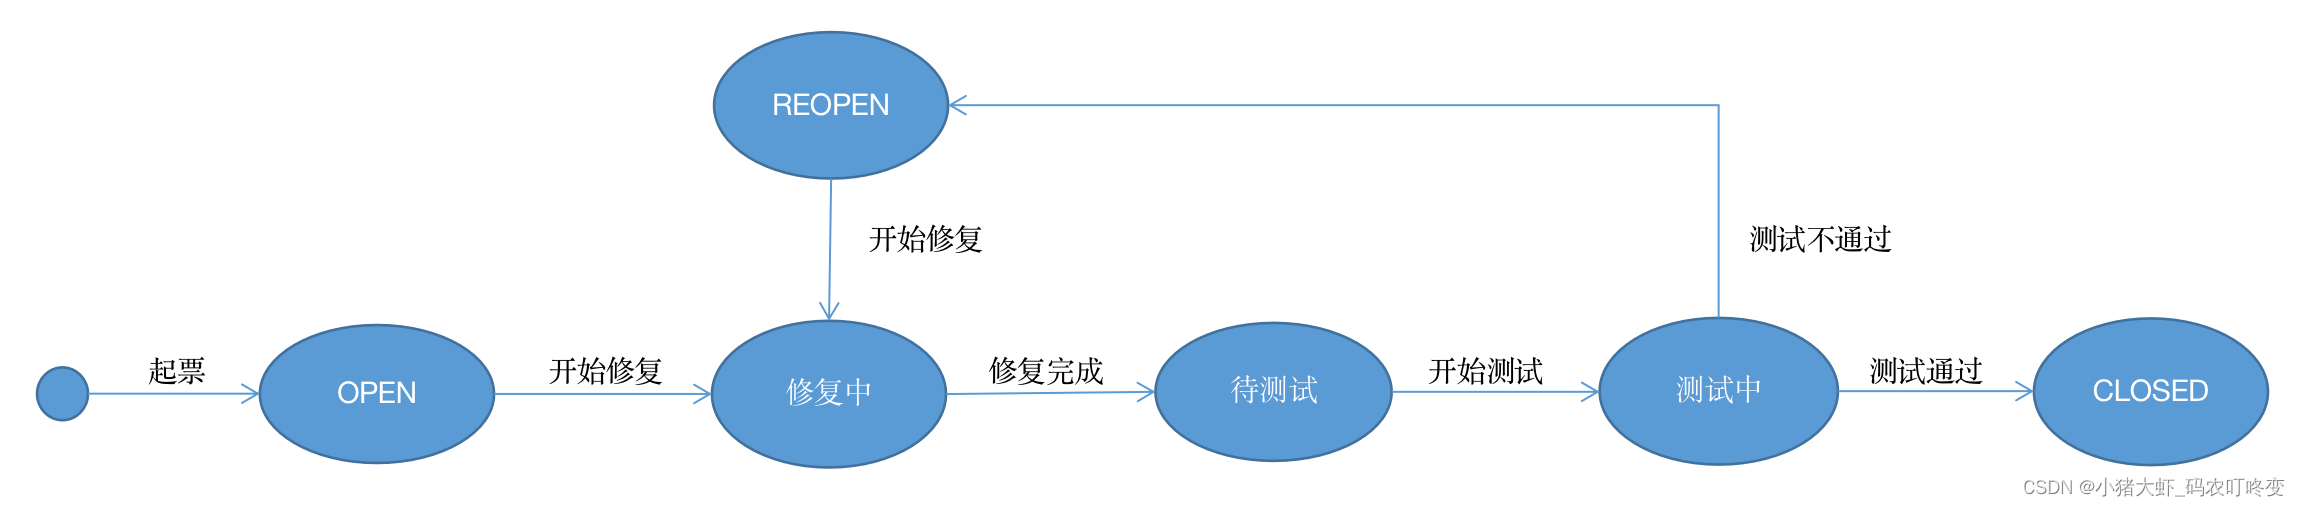 REOPEN
开始修复
测试不通过
起票
OPEN
开始修复
修复中
修复完成
待测试
开始测试
测试中
测试通过
CLOSED
CSDN @小猪大虾_码农叮咚变